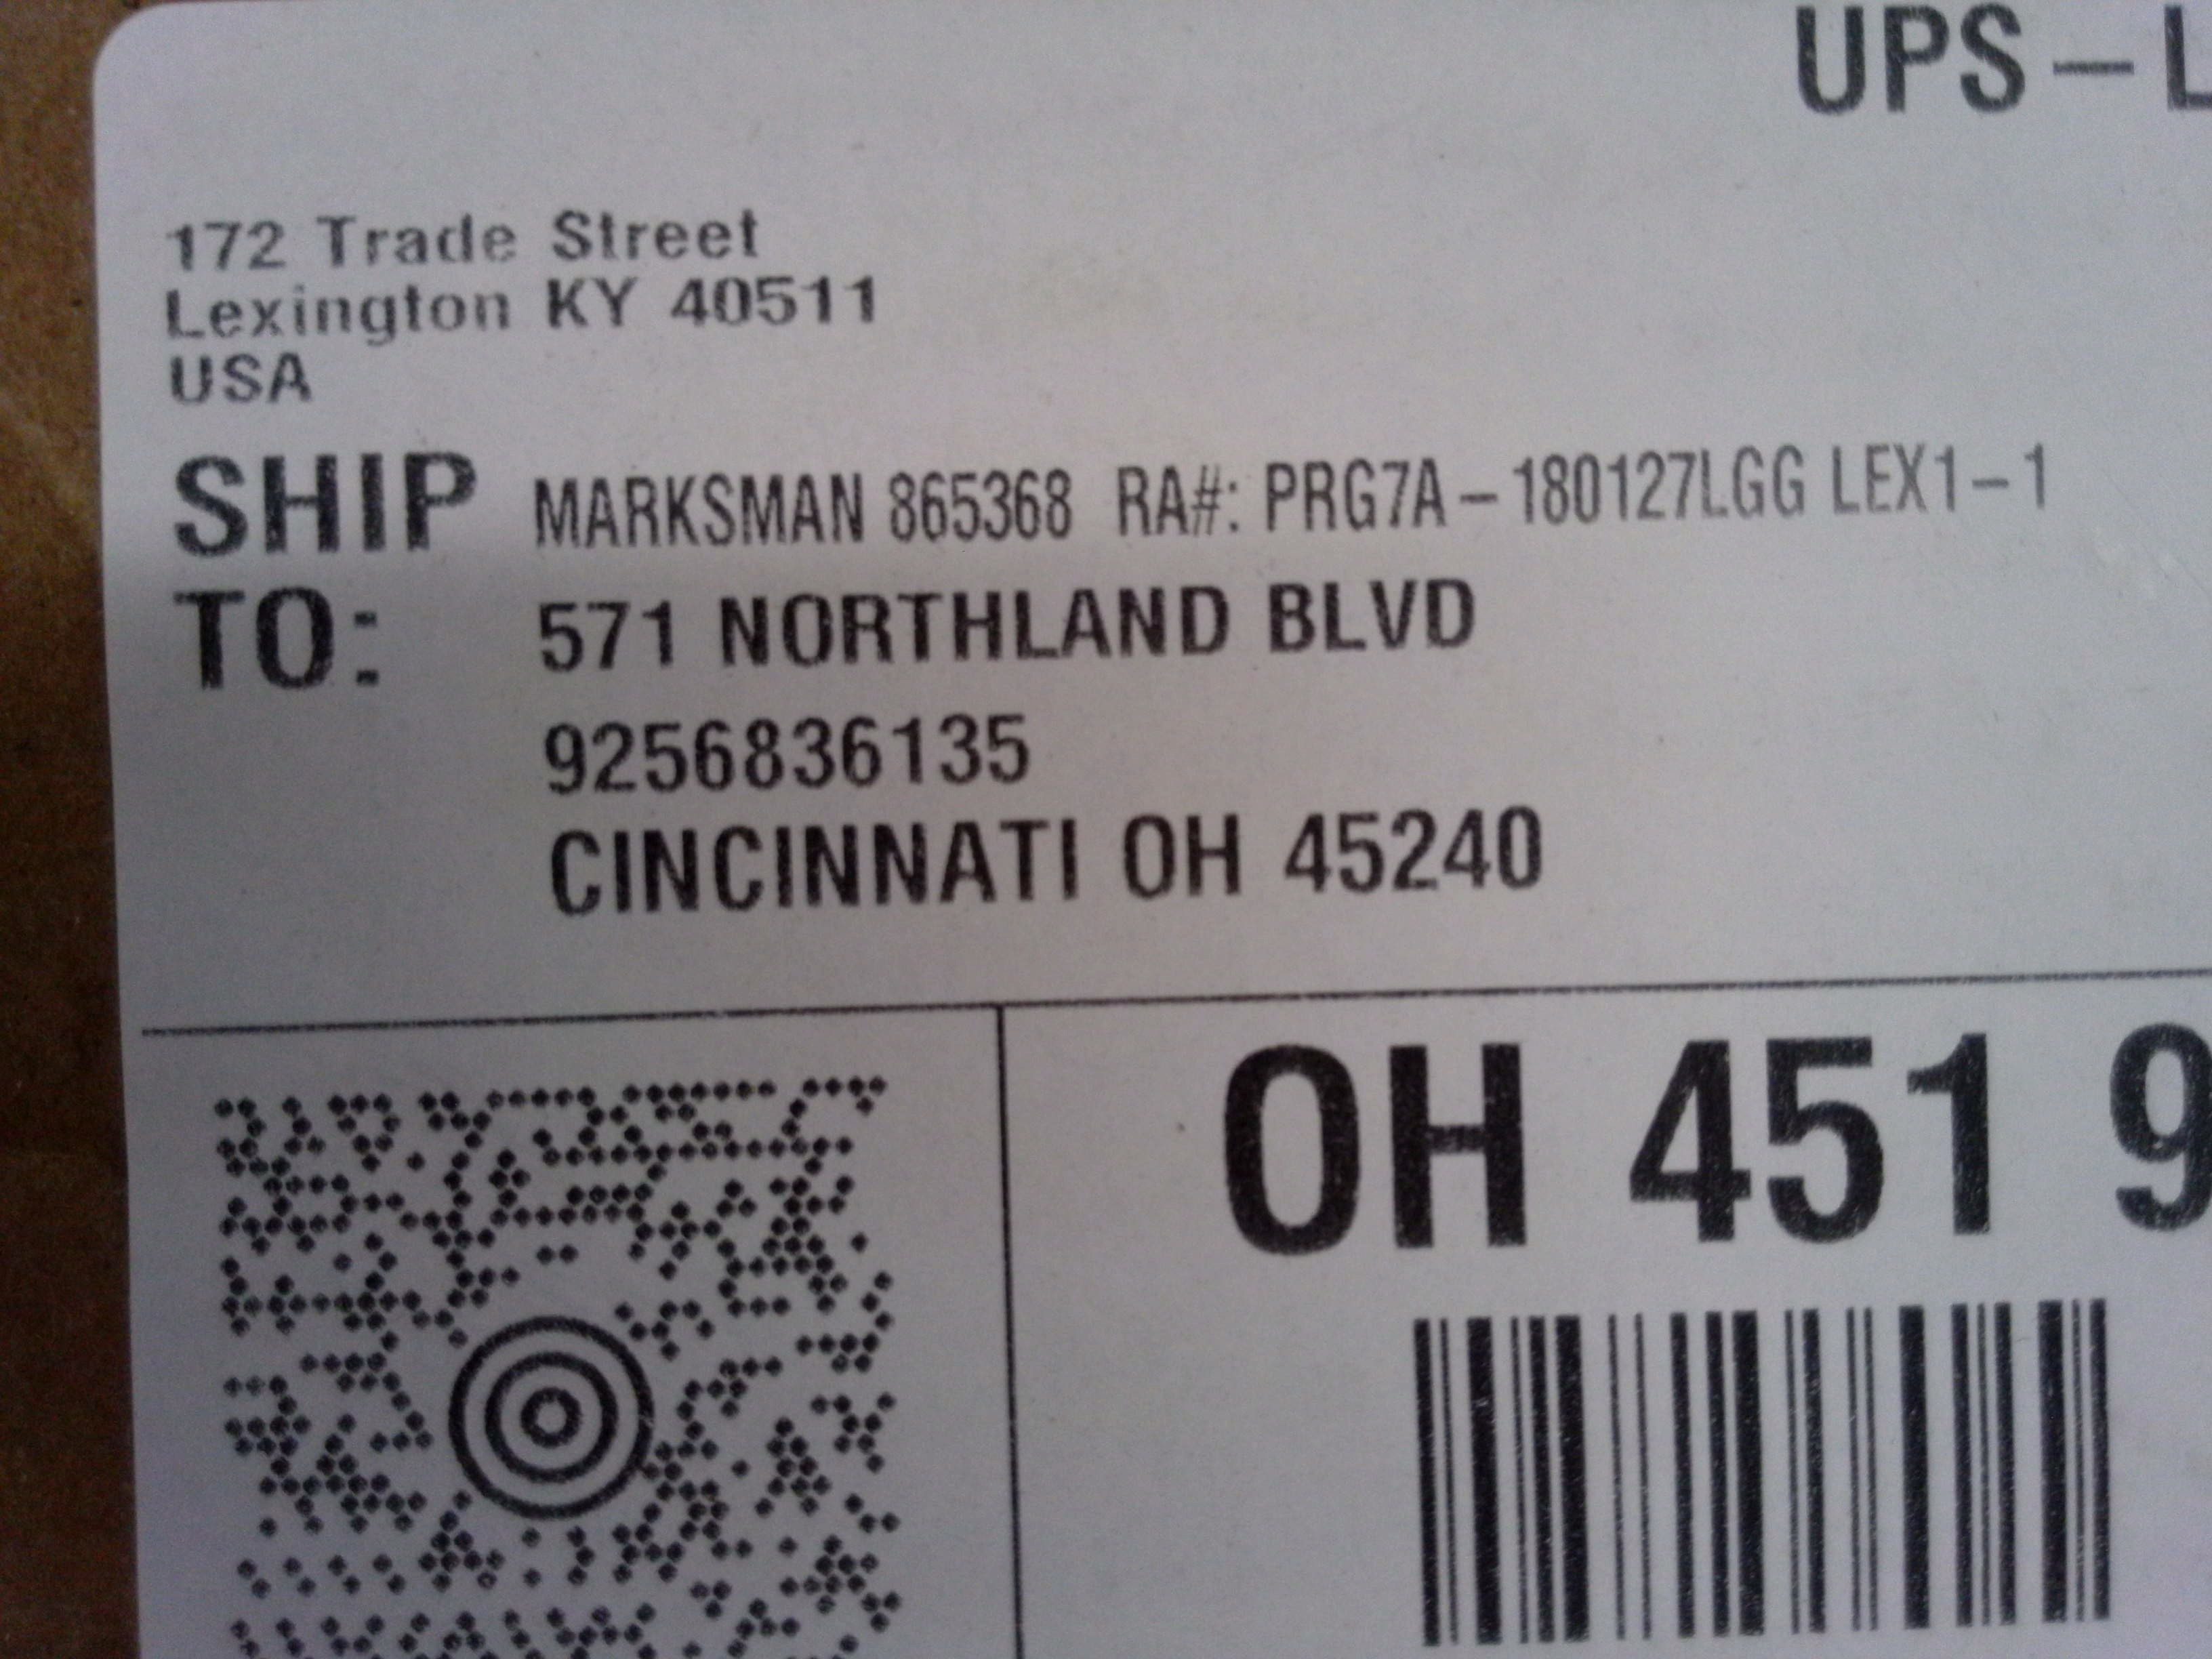 UPS-L
172 Trade Street
Lexington KY 40511
USA
SHIP TO:
MARKSMAN 865368 RA#: PRG7A-180127LGG LEX1-1
571 NORTHLAND BLVD
9256836135
CINCINNATI OH 45240
OH 451 9